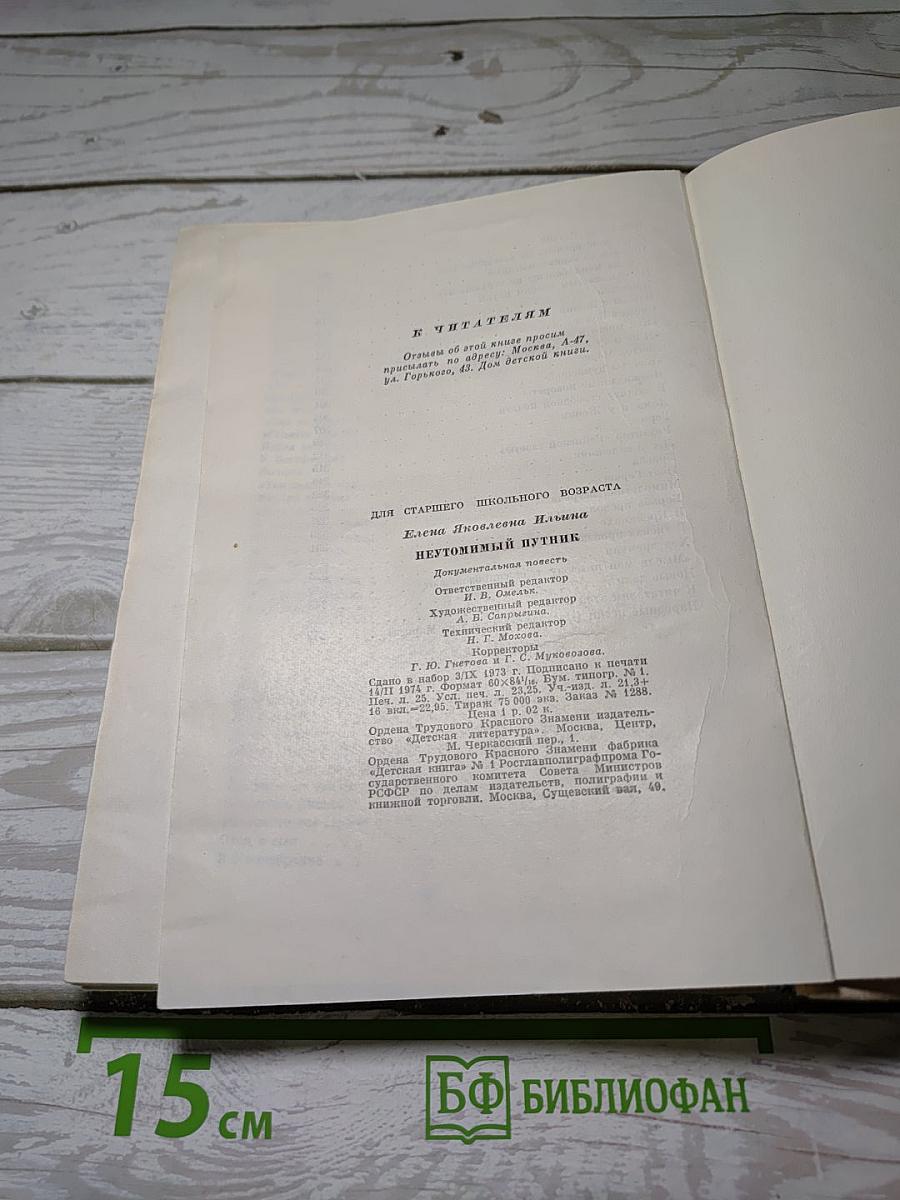 К ЧИТАТЕЛЯМ
Отзывы об этой книге просим
присылать по адресу: Москва, А-47,
ул. Горького, 43. Дом детской книги.
ДЛЯ СТАРШЕГО ШКОЛЬНОГО ВОЗРАСТА
Елена Яковлевна Ильина
НЕУТОМИМЫЙ ПУТНИК
Документальная повесть
Ответственный редактор
И. В. Омельк.
Художественный редактор
А. Б. Сапрыгина.
Технический редактор
Н. Г. Мохова.
Корректоры
Г. Ю. Гнетова и Г. С. Муковозова.
Сдано в набор 3/IX 1973 г. Подписано к печати
14/II 1974 г. Формат 60×84¹/₁₆. Бум. типогр. № 1.
Печ. л. 25. Усл. печ. л. 23,25. Уч.-изд. л. 21,3+
16 вкл.=22,95. Тираж 75 000 экз. Заказ № 1288.
Цена 1 р. 02 к.
Ордена Трудового Красного Знамени издатель-
ство «Детская литература». Москва, Центр,
М. Черкасский пер., 1.
Ордена Трудового Красного Знамени фабрика
«Детская книга» № 1 Росглавполиграфпрома Го-
сударственного комитета Совета Министров
РСФСР по делам издательств, полиграфии и
книжной торговли. Москва, Сущевский вал, 49.
15 см
БФ БИБЛИОФАН